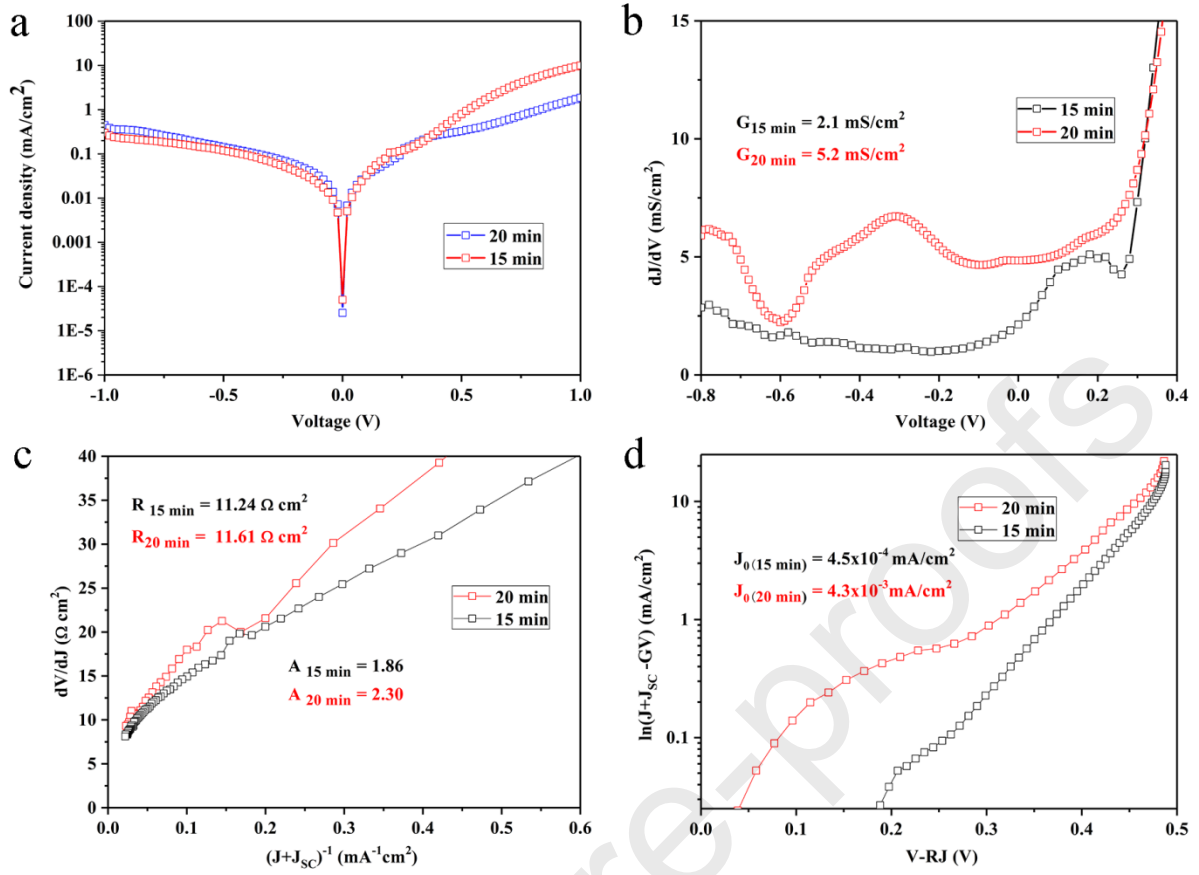 a
100
10
1
0.1
0.01
0.001
1E-4
1E-5
1E-6
Current density (mA/cm²)
20 min
15 min
-1.0
-0.5
0.0
0.5
1.0
Voltage (V)
b
15
10
5
0
dJ/dV (mS/cm²)
G15 min = 2.1 mS/cm²
G20 min = 5.2 mS/cm²
15 min
20 min
-0.8
-0.6
-0.4
-0.2
0.0
0.2
0.4
Voltage (V)
c
40
35
30
25
20
15
10
5
0
dV/dJ (Ω cm²)
R 15 min = 11.24 Ω cm²
R20 min = 11.61 Ω cm²
20 min
15 min
A 15 min = 1.86
A 20 min = 2.30
0.0
0.1
0.2
0.3
0.4
0.5
0.6
(J+JSC)⁻¹ (mA⁻¹cm²)
d
10
1
0.1
ln(J+JSC -GV) (mA/cm²)
20 min
15 min
J0(15 min) = 4.5x10⁻⁴ mA/cm²
J0(20 min) = 4.3x10⁻³mA/cm²
0.0
0.1
0.2
0.3
0.4
0.5
V-RJ (V)
re-proofs